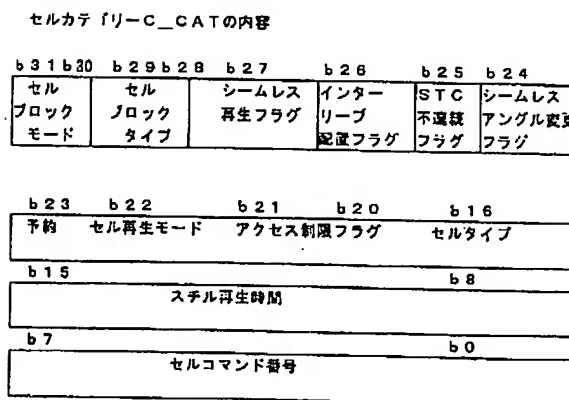 セルカテゴリーC_CATの内容
b31b30 b29b28 b27 b26 b25 b24
セル セル シームレス インター STC シームレス
ブロック ブロック 再生フラグ リーブ 不連続 アングル変更
モード タイプ 配置フラグ フラグ フラグ
b23 b22 b21 b20 b16
予約 セル再生モード アクセス制限フラグ セルタイプ
b15 b8
スチル再生時間
b7 b0
セルコマンド番号